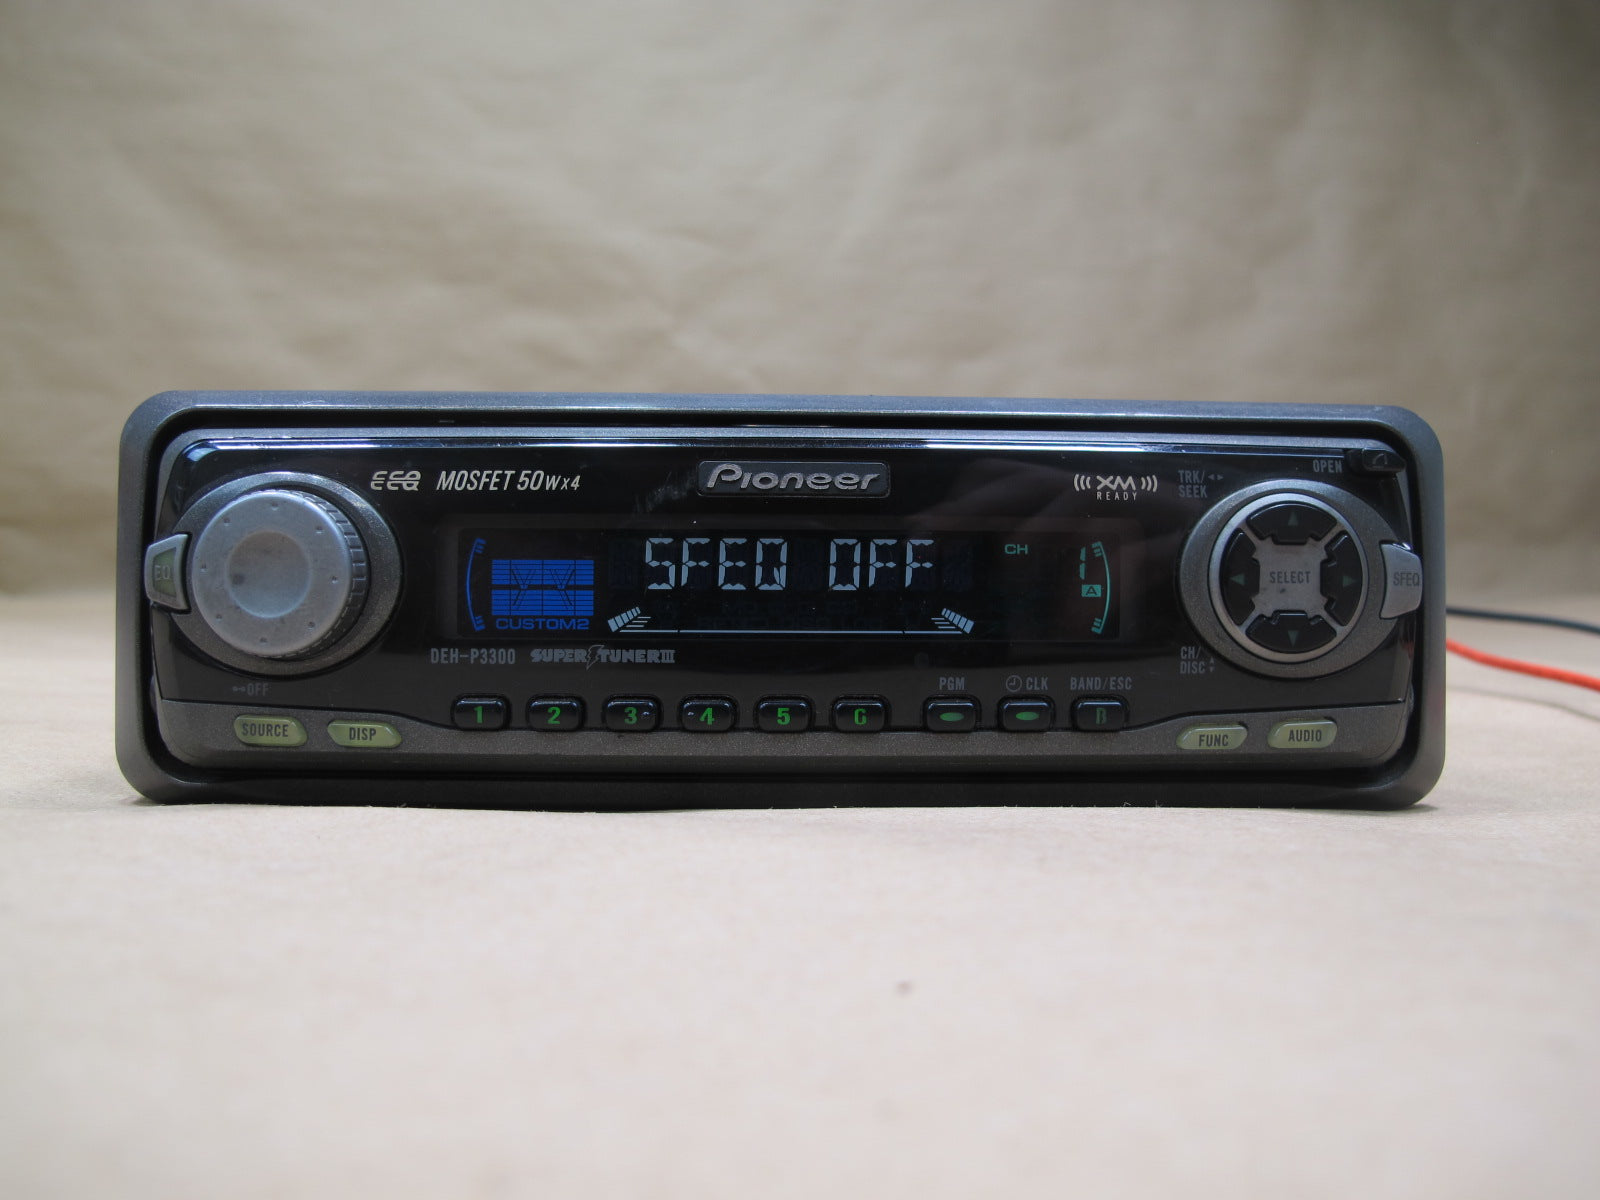 OPEN
EEQ MOSFET 50W x 4 Pioneer ((( XM ))) READY TRK/◄► SEEK
EQ SFEQ OFF CH 1 SELECT SFEQ
A
CUSTOM2
DEH-P3300 SUPER TUNER III CH/DISC
OFF PGM CLK BAND/ESC
1 2 3 4 5 6 B
SOURCE DISP FUNC AUDIO